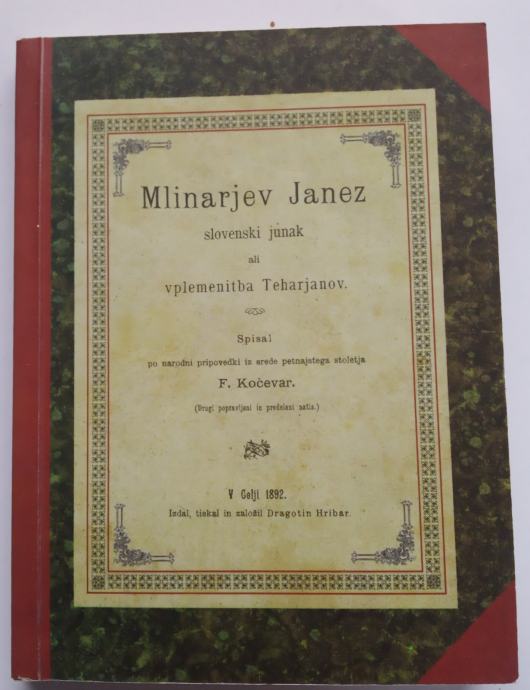 Mlinarjev Janez
slovenski junak
ali
vplemenitba Teharjanov.
Spisal
po narodni pripovedki iz srede petnajstega stoletja
F. Kočevar.
(Drugi popravljeni in predelani natis.)
V Celji 1892.
Izdal, tiskal in založil Dragotin Hribar.